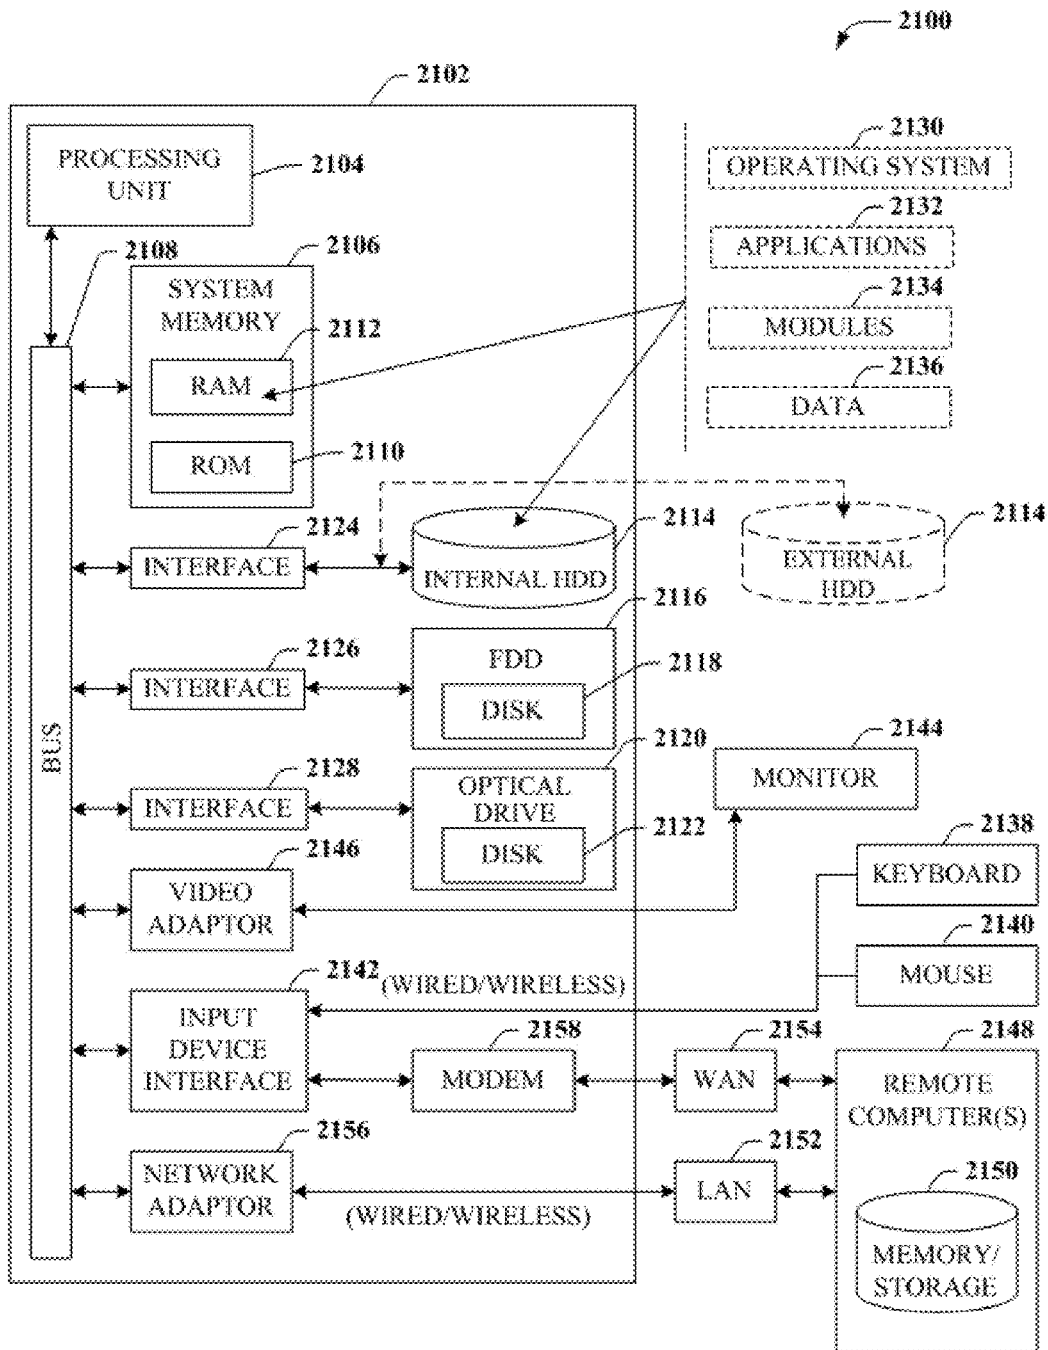 2100
2102
PROCESSING
UNIT
2104
2130
OPERATING SYSTEM
2132
APPLICATIONS
2134
MODULES
2136
DATA
2108
2106
SYSTEM
MEMORY
2112
RAM
ROM
2110
2124
INTERFACE
INTERNAL HDD
2114
EXTERNAL
HDD
2114
2116
FDD
2118
DISK
2126
INTERFACE
BUS
2120
OPTICAL
DRIVE
2122
DISK
2128
INTERFACE
2144
MONITOR
2146
VIDEO
ADAPTOR
2138
KEYBOARD
2140
MOUSE
2142
(WIRED/WIRELESS)
INPUT
DEVICE
INTERFACE
2158
MODEM
2154
WAN
2148
REMOTE
COMPUTER(S)
2156
NETWORK
ADAPTOR
(WIRED/WIRELESS)
2152
LAN
2150
MEMORY/
STORAGE